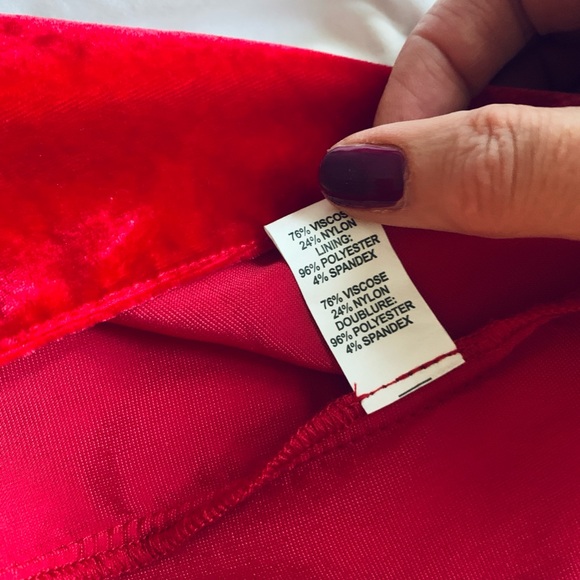 76% VISCOSE
24% NYLON
LINING:
96% POLYESTER
4% SPANDEX
76% VISCOSE
24% NYLON
DOUBLURE:
96% POLYESTER
4% SPANDEX